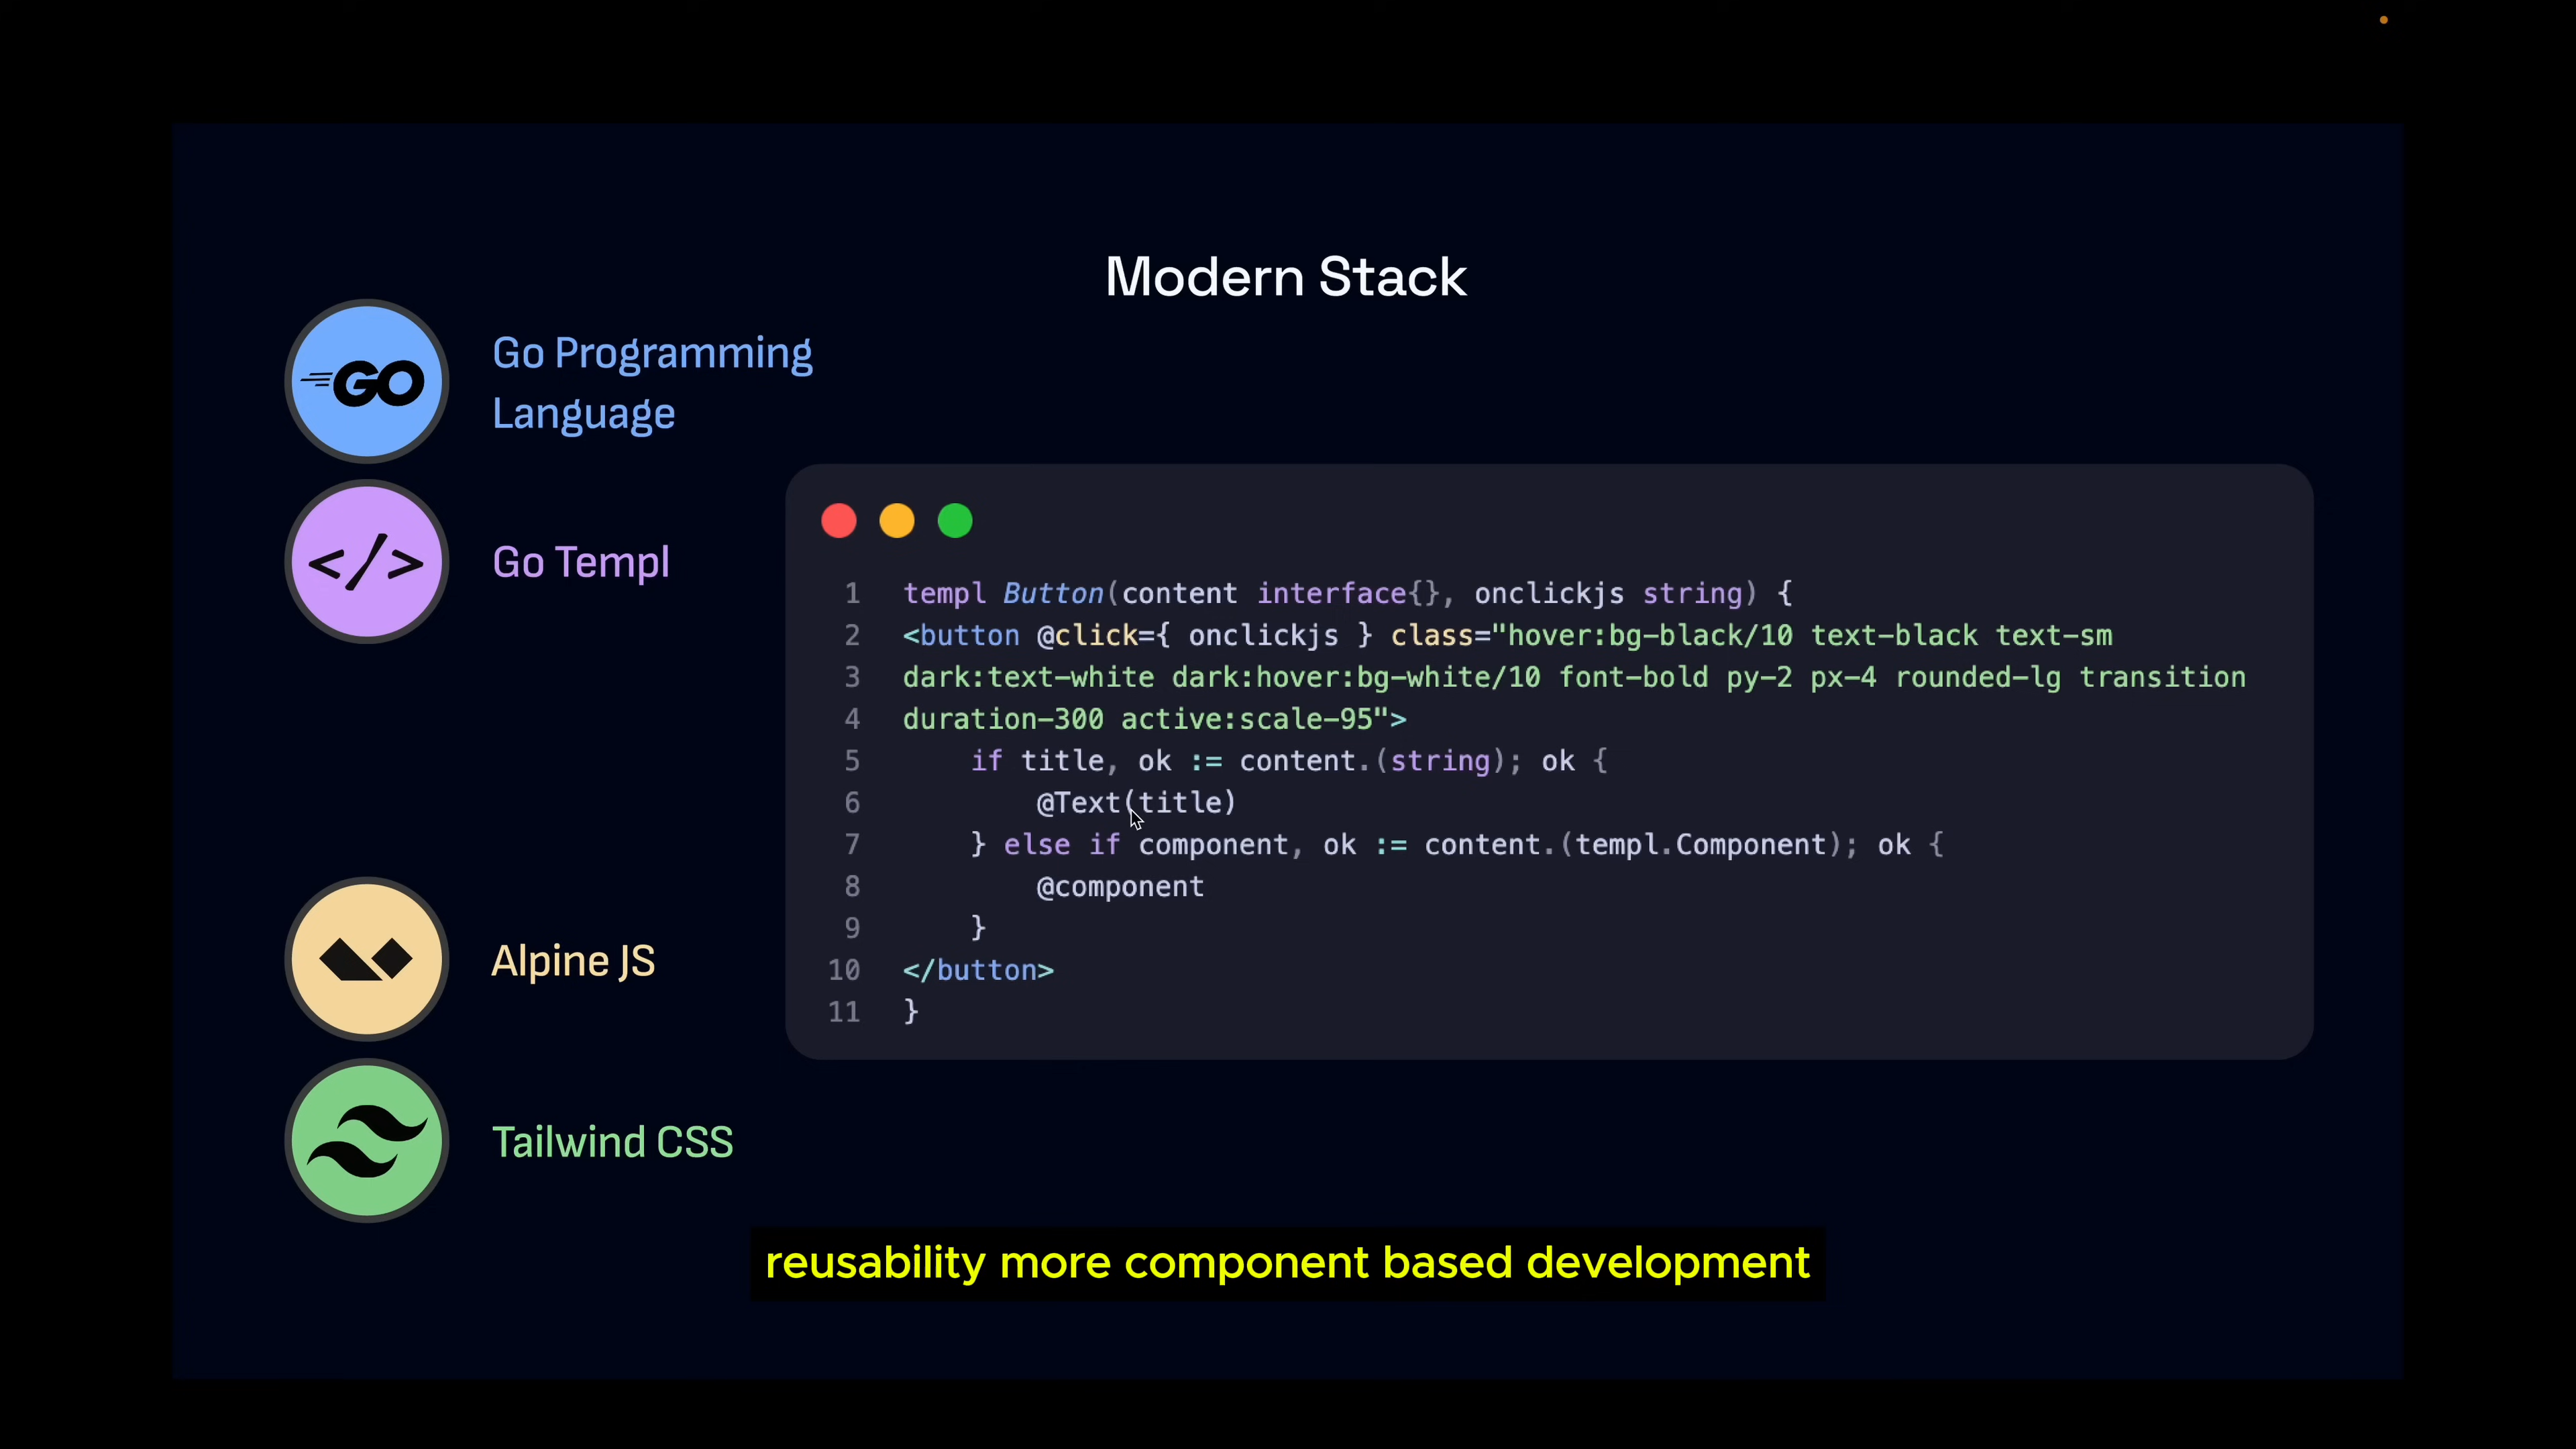 Modern Stack
GO
Go Programming
Language
</>
Go Templ
Alpine JS
Tailwind CSS
1 templ Button(content interface{}, onclickjs string) {
2 <button @click={ onclickjs } class="hover:bg-black/10 text-black text-sm
3 dark:text-white dark:hover:bg-white/10 font-bold py-2 px-4 rounded-lg transition
4 duration-300 active:scale-95">
5     if title, ok := content.(string); ok {
6         @Text(title)
7     } else if component, ok := content.(templ.Component); ok {
8         @component
9     }
10 </button>
11 }
reusability more component based development